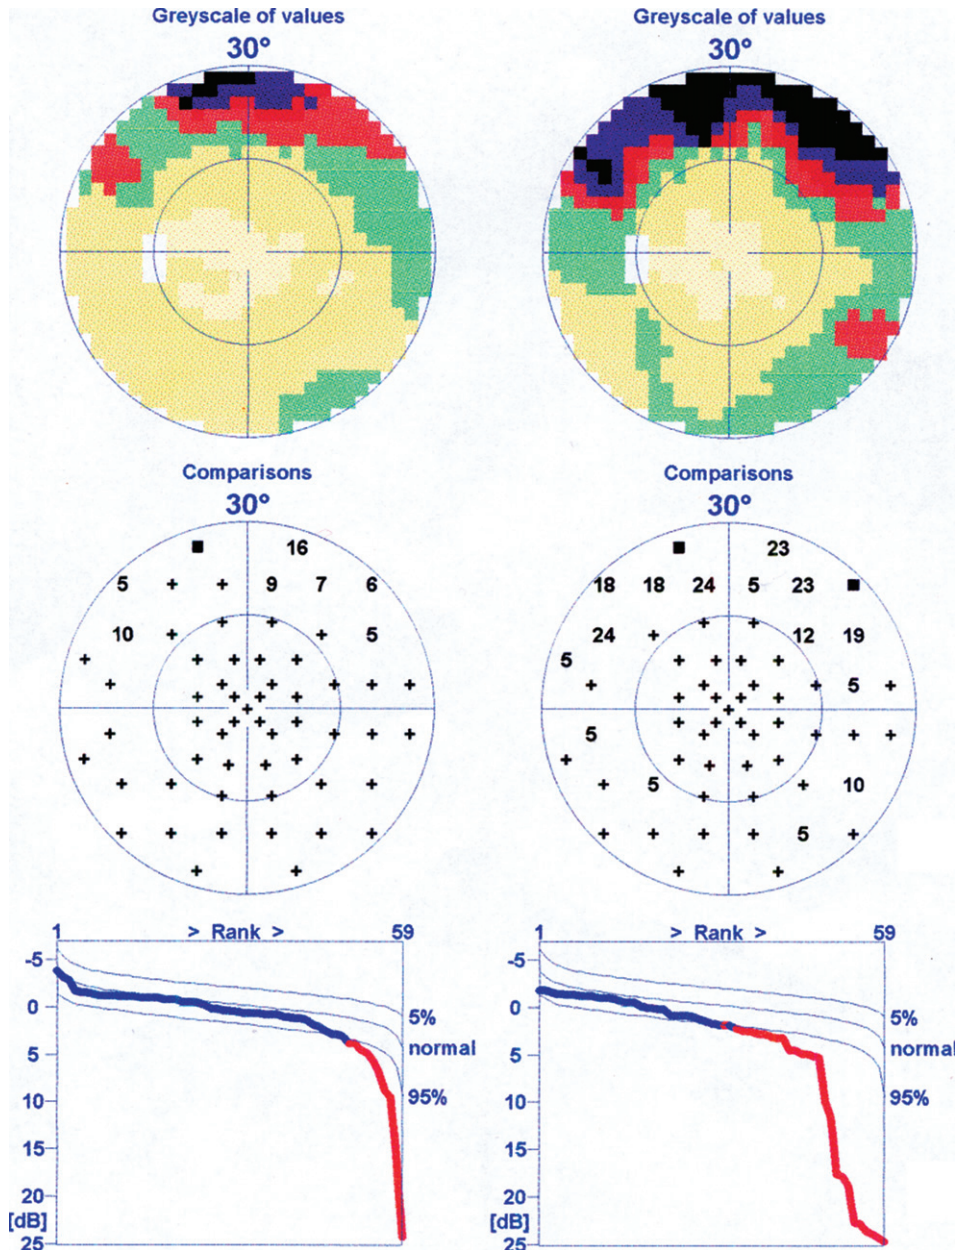 Greyscale of values Greyscale of values
30° 30°
Comparisons Comparisons
30° 30°
16 23
5 9 7 6 18 18 24 5 23
10 5 24 12 19
5
5
5
5 10
5
1 > Rank > 59 1 > Rank > 59
-5 -5
0 5% 0 5%
5 normal 5 normal
10 95% 10 95%
15 15
20 20
[dB] [dB]
25 25